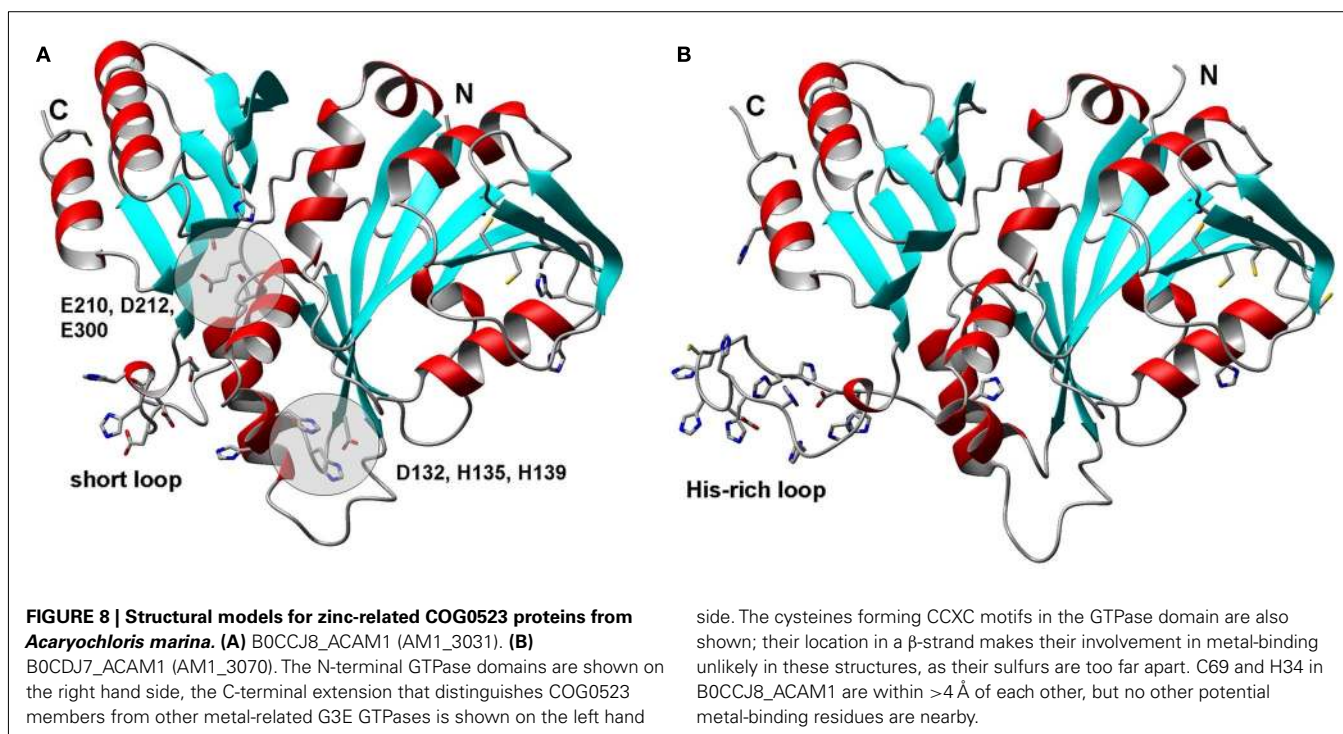 A
B
C
N
C
N
E210, D212,
E300
short loop
D132, H135, H139
His-rich loop
FIGURE 8 | Structural models for zinc-related COG0523 proteins from
Acaryochloris marina. (A) B0CCJ8_ACAM1 (AM1_3031). (B)
B0CDJ7_ACAM1 (AM1_3070). The N-terminal GTPase domains are shown on
the right hand side, the C-terminal extension that distinguishes COG0523
members from other metal-related G3E GTPases is shown on the left hand
side. The cysteines forming CCXC motifs in the GTPase domain are also
shown; their location in a β-strand makes their involvement in metal-binding
unlikely in these structures, as their sulfurs are too far apart. C69 and H34 in
B0CCJ8_ACAM1 are within >4 Å of each other, but no other potential
metal-binding residues are nearby.